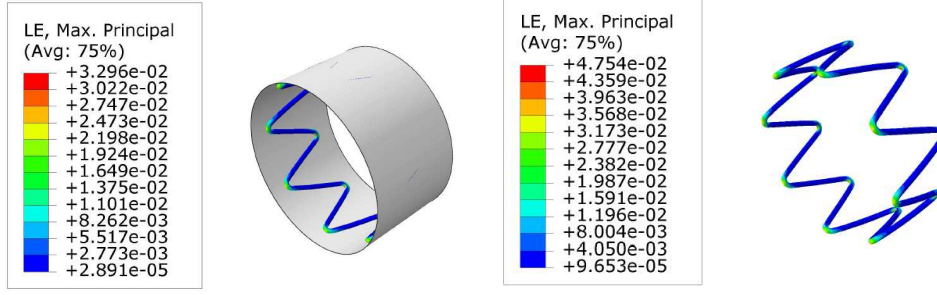 LE, Max. Principal
(Avg: 75%)
+3.296e-02
+3.022e-02
+2.747e-02
+2.473e-02
+2.198e-02
+1.924e-02
+1.649e-02
+1.375e-02
+1.101e-02
+8.262e-03
+5.517e-03
+2.773e-03
+2.891e-05
LE, Max. Principal
(Avg: 75%)
+4.754e-02
+4.359e-02
+3.963e-02
+3.568e-02
+3.173e-02
+2.777e-02
+2.382e-02
+1.987e-02
+1.591e-02
+1.196e-02
+8.004e-03
+4.050e-03
+9.653e-05